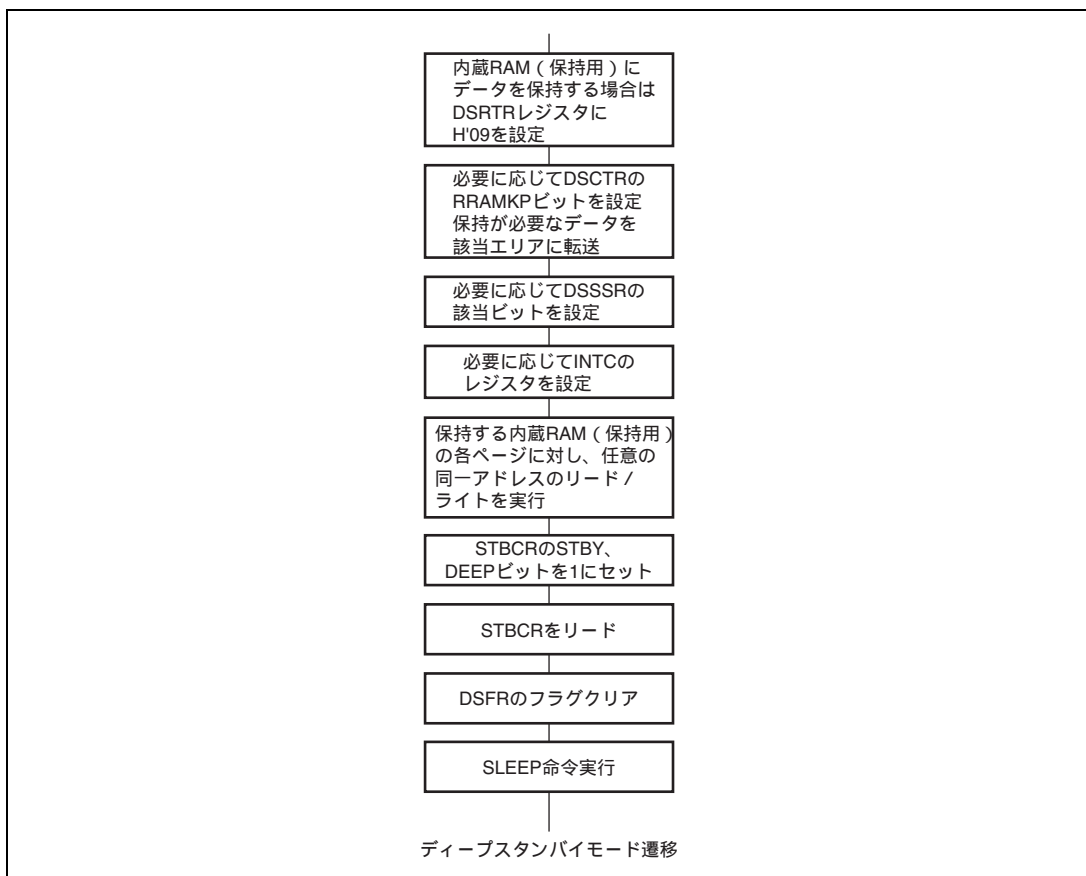 内蔵RAM（保持用）に
データを保持する場合は
DSRTRレジスタに
H'09を設定
必要に応じてDSCTRの
RRAMKPビットを設定
保持が必要なデータを
該当エリアに転送
必要に応じてDSSSRの
該当ビットを設定
必要に応じてINTCの
レジスタを設定
保持する内蔵RAM（保持用）
の各ページに対し、任意の
同一アドレスのリード／
ライトを実行
STBCRのSTBY、
DEEPビットを1にセット
STBCRをリード
DSFRのフラグクリア
SLEEP命令実行
ディープスタンバイモード遷移